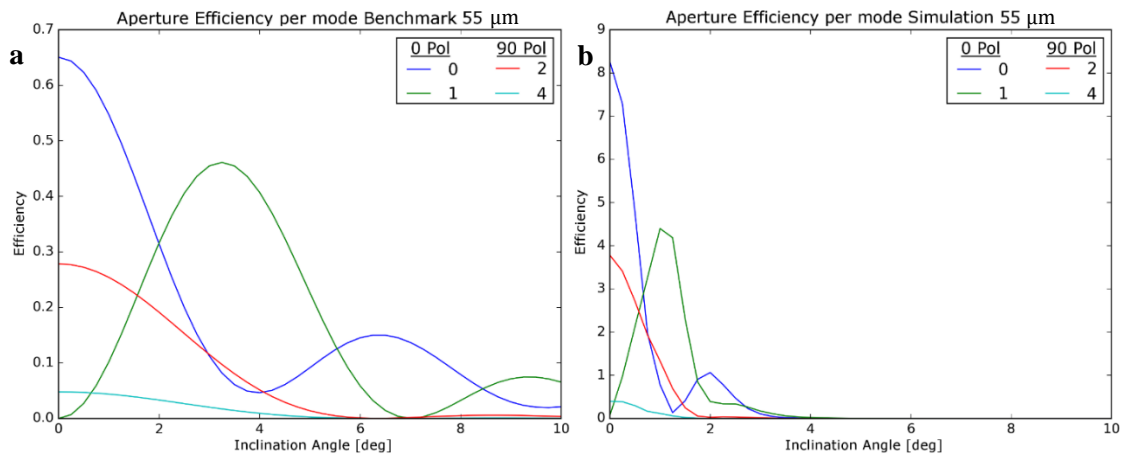 Aperture Efficiency per mode Benchmark 55 µm
a
0 Pol 90 Pol
0 2
1 4
0.7
0.6
0.5
0.4
0.3
0.2
0.1
0.0
Efficiency
0 2 4 6 8 10
Inclination Angle [deg]
Aperture Efficiency per mode Simulation 55 µm
b
0 Pol 90 Pol
0 2
1 4
9
8
7
6
5
4
3
2
1
0
Efficiency
0 2 4 6 8 10
Inclination Angle [deg]